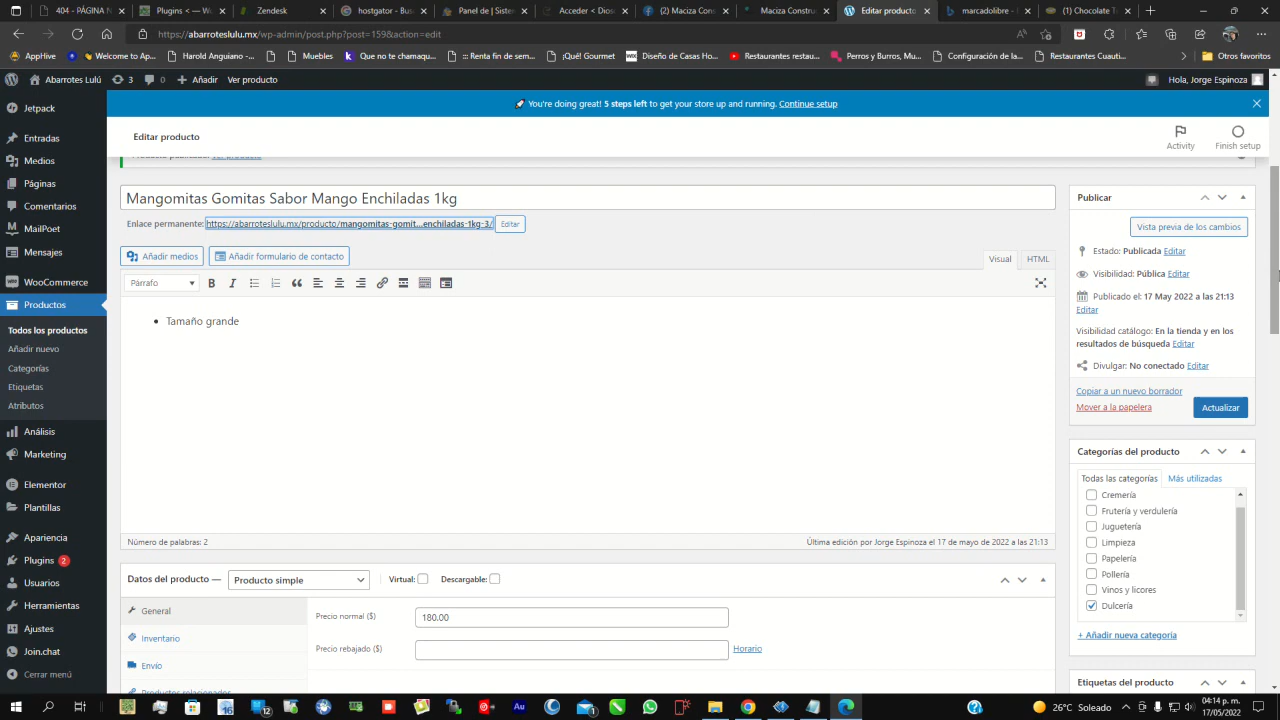 404 - PÁGINA N
Plugins < — W
Zendesk
hostgator - Bus
Panel de | Sister
Acceder < Dios
(2) Maciza Con
Maciza Constru
Editar producto
marcadolibre -
(1) Chocolate T
https://abarroteslulu.mx/wp-admin/post.php?post=159&action=edit
AppHive
Welcome to Ap
Harold Anguiano -
Muebles
Que no te chamaqu...
::: Renta fin de sem...
¡Qué! Gourmet
Diseño de Casas Ho...
Restaurantes restau...
Perros y Burros, Mu...
Configuración de la...
Restaurantes Cuauti...
Otros favoritos
Abarrotes Lulú
3
0
Añadir
Ver producto
Hola, Jorge Espinoza
Jetpack
Entradas
Medios
Páginas
Comentarios
MailPoet
Mensajes
WooCommerce
Productos
Todos los productos
Añadir nuevo
Categorías
Etiquetas
Atributos
Análisis
Marketing
Elementor
Plantillas
Apariencia
Plugins 2
Usuarios
Herramientas
Ajustes
Join.chat
Cerrar menú
You're doing great! 5 steps left to get your store up and running. Continue setup
Editar producto
Activity
Finish setup
Producto publicado. Ver producto
Mangomitas Gomitas Sabor Mango Enchiladas 1kg
Enlace permanente: https://abarroteslulu.mx/producto/mangomitas-gomit...enchiladas-1kg-3/
Editar
Añadir medios
Añadir formulario de contacto
Visual
HTML
Párrafo
B
I
• Tamaño grande
Número de palabras: 2
Última edición por Jorge Espinoza el 17 de mayo de 2022 a las 21:13
Datos del producto —
Producto simple
Virtual:
Descargable:
General
Inventario
Envío
Productos relacionados
Precio normal ($)
180.00
Precio rebajado ($)
Horario
Publicar
Vista previa de los cambios
Estado: Publicada Editar
Visibilidad: Pública Editar
Publicado el: 17 May 2022 a las 21:13
Editar
Visibilidad catálogo: En la tienda y en los
resultados de búsqueda Editar
Divulgar: No conectado Editar
Copiar a un nuevo borrador
Mover a la papelera
Actualizar
Categorías del producto
Todas las categorías
Más utilizadas
Cremería
Frutería y verdulería
Juguetería
Limpieza
Papelería
Pollería
Vinos y licores
Dulcería
+ Añadir nueva categoría
Etiquetas del producto
26°C Soleado
04:14 p. m.
17/05/2022